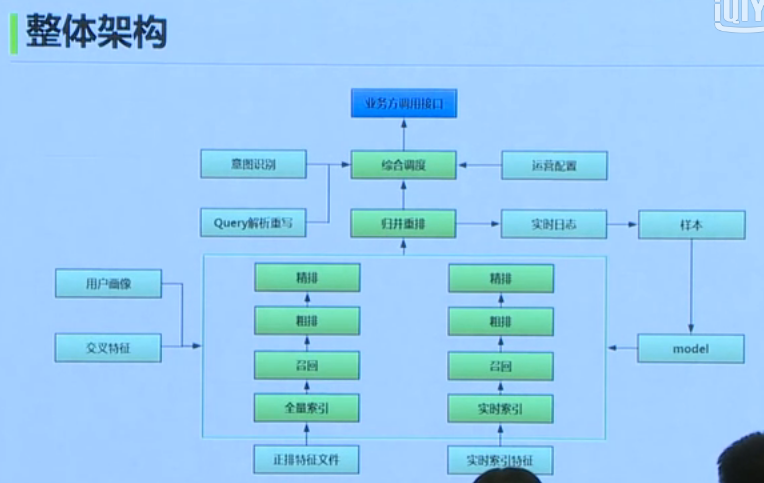 整体架构
iQIY
业务方调用接口
意图识别
综合调度
运营配置
Query解析重写
归并重排
实时日志
样本
用户画像
精排
精排
粗排
粗排
交叉特征
model
召回
召回
全量索引
实时索引
正排特征文件
实时索引特征